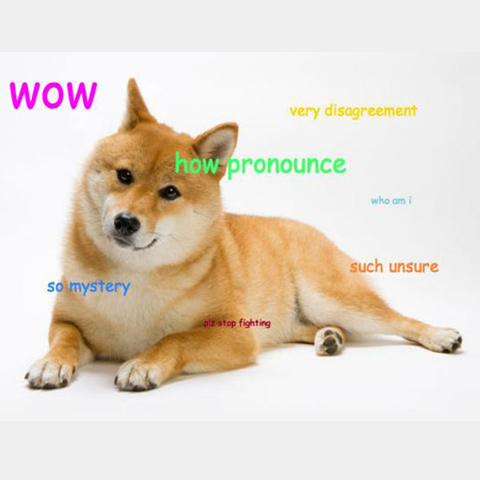 wow
very disagreement
how pronounce
who am i
such unsure
so mystery
plz stop fighting